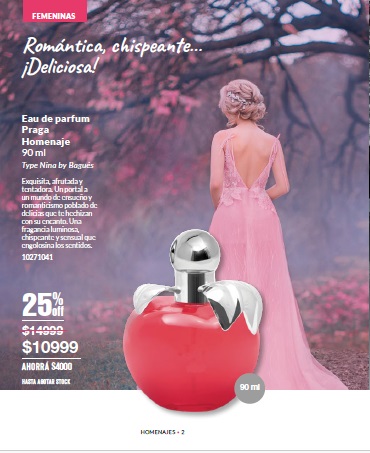 FEMENINAS
Romántica, chispeante...
¡Deliciosa!
Eau de parfum
Praga
Homenaje
90 ml
Type Nina by Bagués
Exquisita, afrutada y
tentadora. Un portal a
un mundo de ensueño y
romanticismo poblado de
delicias que te hechizan
con su encanto. Una
fragancia luminosa,
chispeante y sensual que
engolosina los sentidos.
10271041
25% off
$14999
$10999
AHORRÁ $4000
HASTA AGOTAR STOCK
90 ml
HOMENAJES • 2